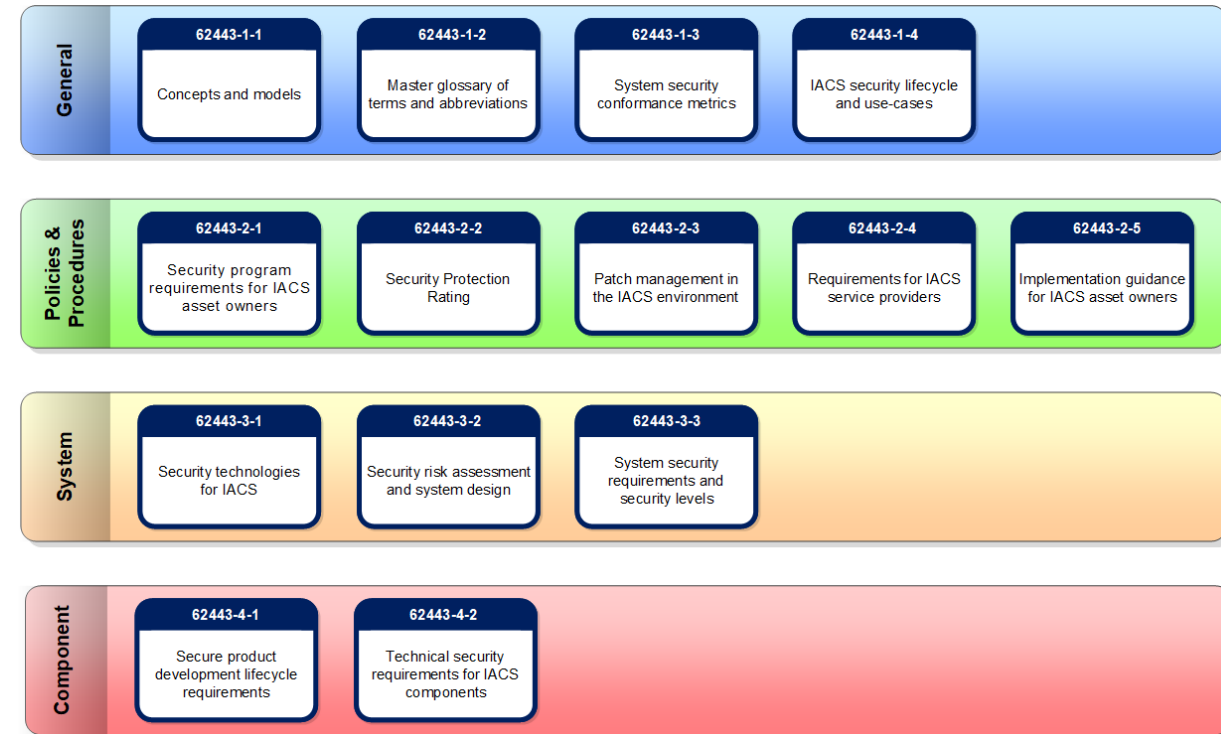 General
62443-1-1
Concepts and models
62443-1-2
Master glossary of
terms and abbreviations
62443-1-3
System security
conformance metrics
62443-1-4
IACS security lifecycle
and use-cases
Policies &
Procedures
62443-2-1
Security program
requirements for IACS
asset owners
62443-2-2
Security Protection
Rating
62443-2-3
Patch management in
the IACS environment
62443-2-4
Requirements for IACS
service providers
62443-2-5
Implementation guidance
for IACS asset owners
System
62443-3-1
Security technologies
for IACS
62443-3-2
Security risk assessment
and system design
62443-3-3
System security
requirements and
security levels
Component
62443-4-1
Secure product
development lifecycle
requirements
62443-4-2
Technical security
requirements for IACS
components